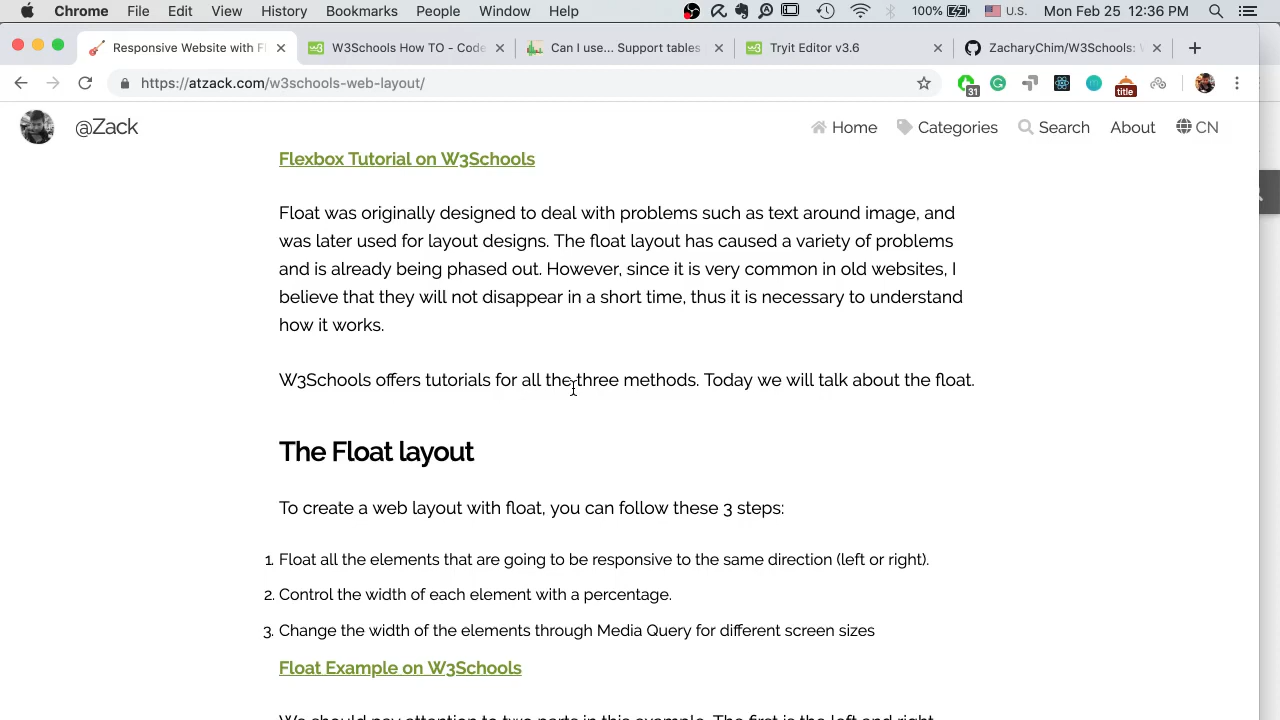 Chrome File Edit View History Bookmarks People Window Help 100% U.S. Mon Feb 25 12:36 PM
Responsive Website with Fl W3Schools How TO - Code Can I use... Support tables Tryit Editor v3.6 ZacharyChim/W3Schools:
https://atzack.com/w3schools-web-layout/ 31 title
@Zack Home Categories Search About CN
Flexbox Tutorial on W3Schools
Float was originally designed to deal with problems such as text around image, and
was later used for layout designs. The float layout has caused a variety of problems
and is already being phased out. However, since it is very common in old websites, I
believe that they will not disappear in a short time, thus it is necessary to understand
how it works.
W3Schools offers tutorials for all the three methods. Today we will talk about the float.
The Float layout
To create a web layout with float, you can follow these 3 steps:
1. Float all the elements that are going to be responsive to the same direction (left or right).
2. Control the width of each element with a percentage.
3. Change the width of the elements through Media Query for different screen sizes
Float Example on W3Schools
We should pay attention to two parts in this example. The first is the left and right